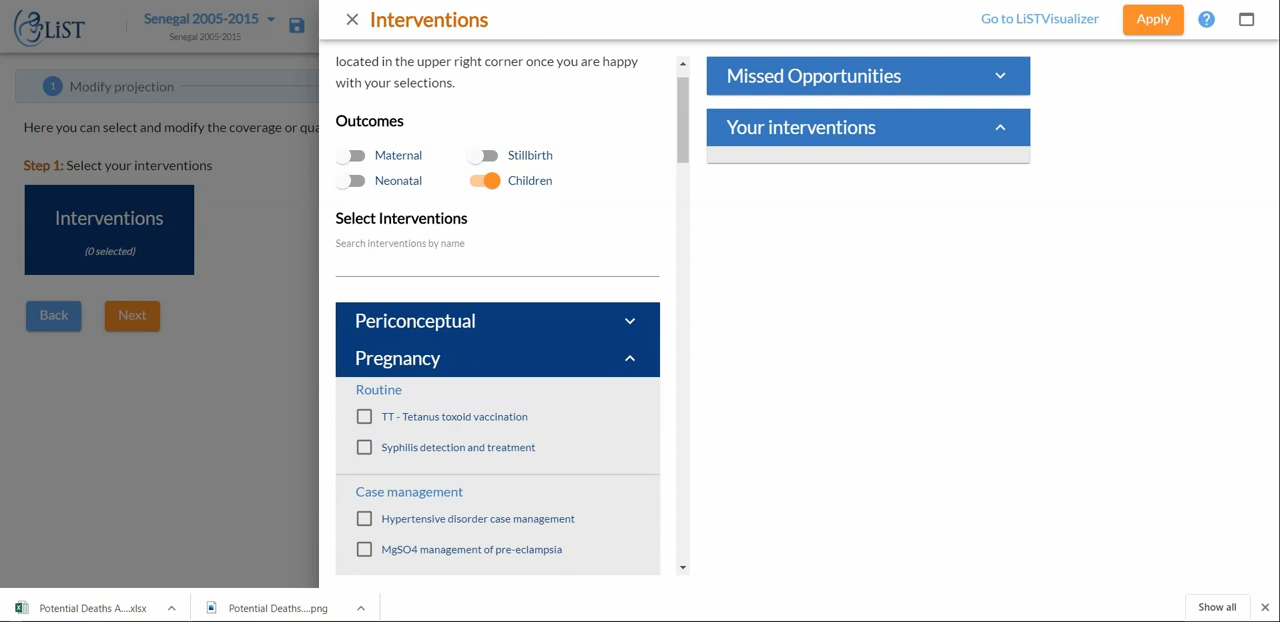 LiST
Senegal 2005-2015
Senegal 2005-2015
Interventions
Go to LiSTVisualizer
Apply
?
1 Modify projection
Here you can select and modify the coverage or qua
Step 1: Select your interventions
Interventions
(0 selected)
Back
Next
located in the upper right corner once you are happy
with your selections.
Outcomes
Maternal
Stillbirth
Neonatal
Children
Select Interventions
Search interventions by name
Periconceptual
Pregnancy
Routine
TT - Tetanus toxoid vaccination
Syphilis detection and treatment
Case management
Hypertensive disorder case management
MgSO4 management of pre-eclampsia
Missed Opportunities
Your interventions
Potential Deaths A....xlsx
Potential Deaths....png
Show all